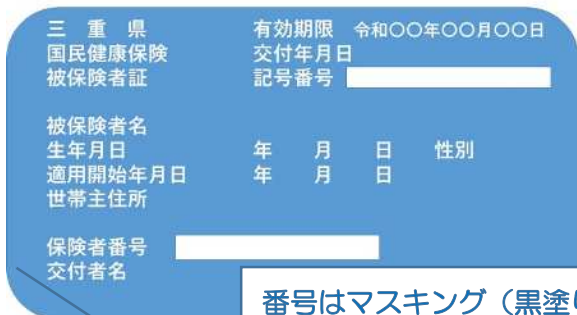 三 重 県 有効期限 令和〇〇年〇〇月〇〇日
国民健康保険 交付年月日
被保険者証 記号番号
被保険者名
生年月日 年 月 日 性別
適用開始年月日 年 月 日
世帯主住所
保険者番号
交付者名
番号はマスキング（黒塗